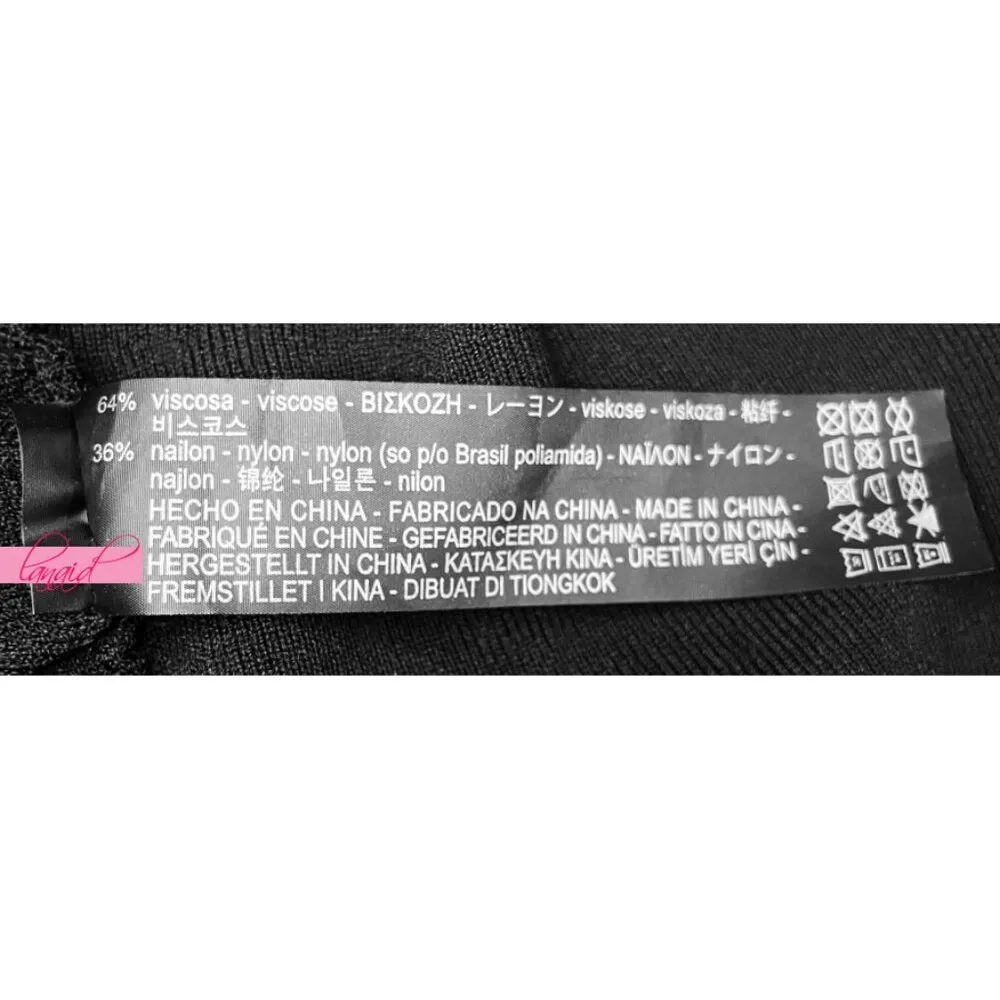 64% viscosa - viscose - ΒΙΣΚΟΖΗ - レーヨン - viskose - viskoza - 粘纤 -
비스코스
36% nailon - nylon - nylon (so p/o Brasil poliamida) - ΝΑΪΛΟΝ - ナイロン -
najlon - 锦纶 - 나일론 - nilon
HECHO EN CHINA - FABRICADO NA CHINA - MADE IN CHINA -
FABRIQUÉ EN CHINE - GEFABRICEERD IN CHINA - FATTO IN CINA -
HERGESTELLT IN CHINA - ΚΑΤΑΣΚΕΥΗ ΚΙΝΑ - ÜRETİM YERİ ÇİN -
FREMSTILLET I KINA - DIBUAT DI TIONGKOK
lanaid